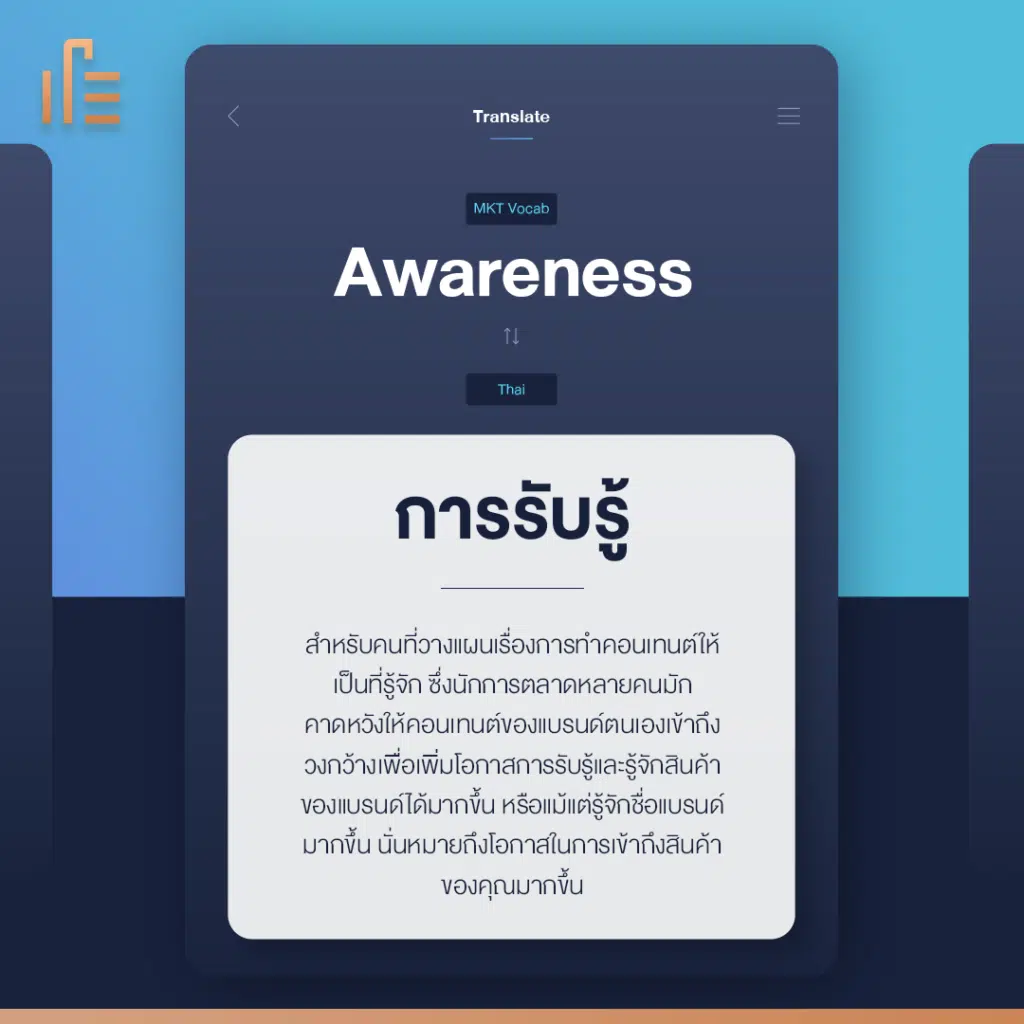 Translate
MKT Vocab
Awareness
Thai
การรับรู้
สำหรับคนที่วางแผนเรื่องการทำคอนเทนต์ให้
เป็นที่รู้จัก ซึ่งนักการตลาดหลายคนมัก
คาดหวังให้คอนเทนต์ของแบรนด์ตนเองเข้าถึง
วงกว้างเพื่อเพิ่มโอกาสการรับรู้และรู้จักสินค้า
ของแบรนด์ได้มากขึ้น หรือแม้แต่รู้จักชื่อแบรนด์
มากขึ้น นั่นหมายถึงโอกาสในการเข้าถึงสินค้า
ของคุณมากขึ้น